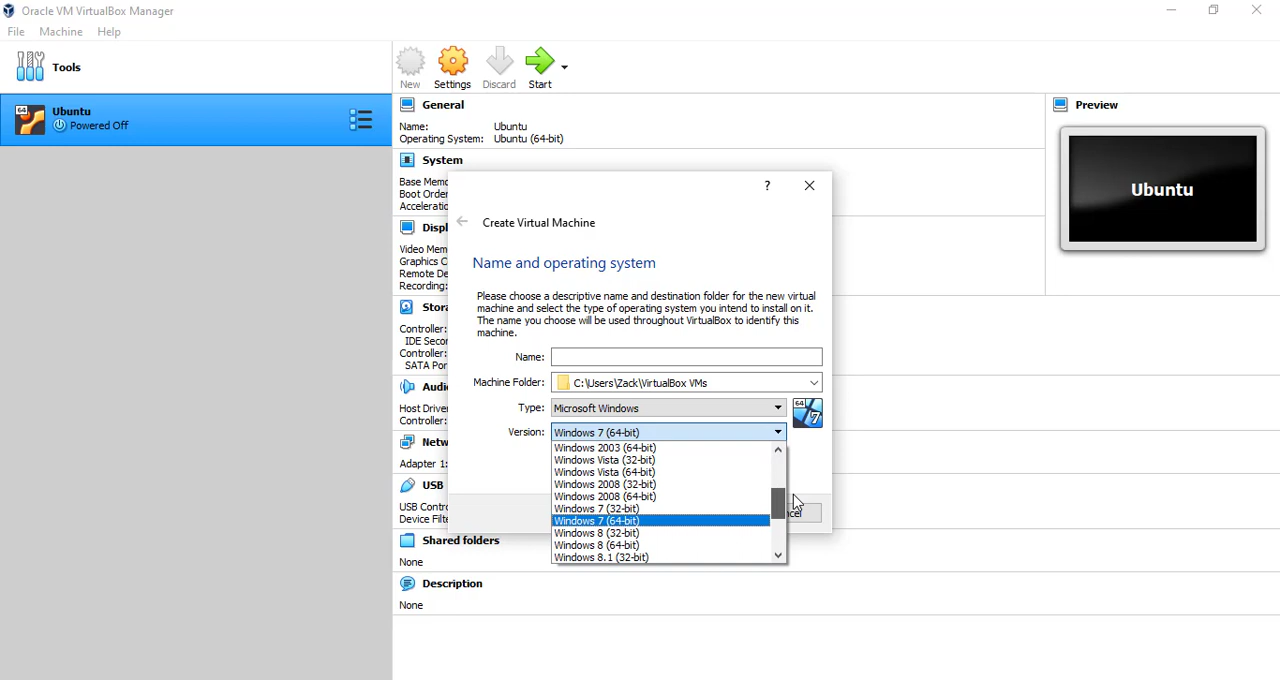 Oracle VM VirtualBox Manager
File Machine Help
Tools
New Settings Discard Start
64 Ubuntu
Powered Off
General
Name: Ubuntu
Operating System: Ubuntu (64-bit)
Preview
Ubuntu
System
Base Memo
Boot Order
Acceleratio
Displ
Video Mem
Graphics C
Remote De
Recording:
Stora
Controller:
IDE Secon
Controller:
SATA Por
Audi
Host Driver
Controller:
Netw
Adapter 1:
USB
USB Contro
Device Filte
Shared folders
None
Description
None
?
Create Virtual Machine
Name and operating system
Please choose a descriptive name and destination folder for the new virtual
machine and select the type of operating system you intend to install on it.
The name you choose will be used throughout VirtualBox to identify this
machine.
Name:
Machine Folder: C:\Users\Zack\VirtualBox VMs
Type: Microsoft Windows
64 7
Version: Windows 7 (64-bit)
Windows 2003 (64-bit)
Windows Vista (32-bit)
Windows Vista (64-bit)
Windows 2008 (32-bit)
Windows 2008 (64-bit)
Windows 7 (32-bit)
Windows 7 (64-bit)
Windows 8 (32-bit)
Windows 8 (64-bit)
Windows 8.1 (32-bit)
ncel